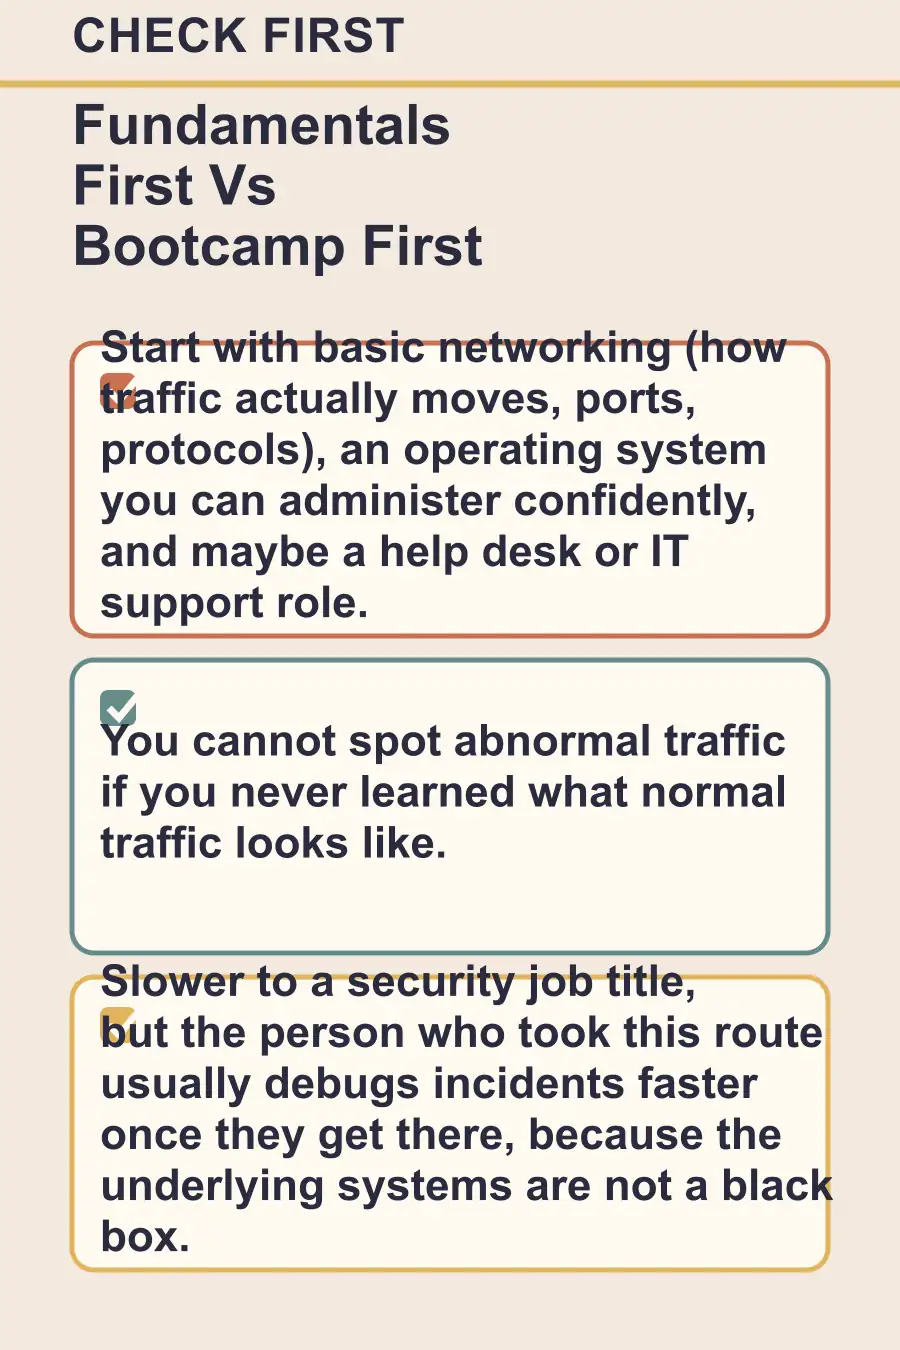 CHECK FIRST
Fundamentals
First Vs
Bootcamp First
Start with basic networking (how
traffic actually moves, ports,
protocols), an operating system
you can administer confidently,
and maybe a help desk or IT
support role.
You cannot spot abnormal traffic
if you never learned what normal
traffic looks like.
Slower to a security job title,
but the person who took this route
usually debugs incidents faster
once they get there, because the
underlying systems are not a black
box.